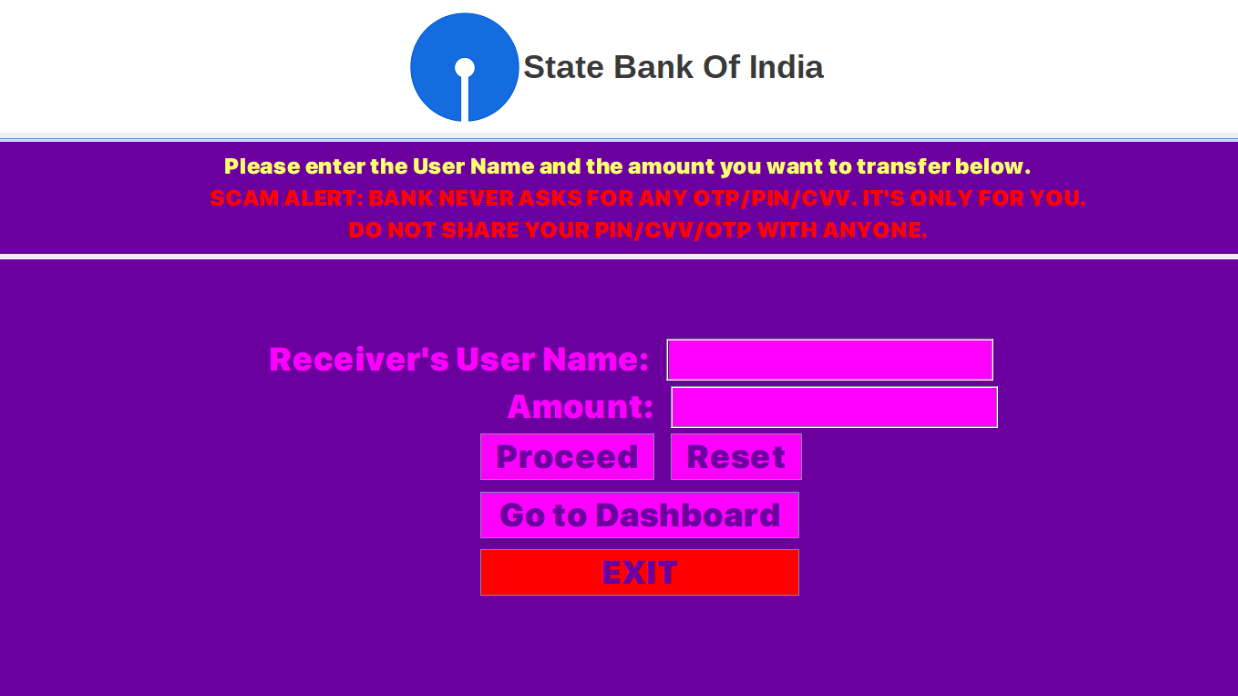 State Bank Of India
Please enter the User Name and the amount you want to transfer below.
SCAM ALERT: BANK NEVER ASKS FOR ANY OTP/PIN/CVV. IT'S ONLY FOR YOU.
DO NOT SHARE YOUR PIN/CVV/OTP WITH ANYONE.
Receiver's User Name:
Amount:
Proceed Reset
Go to Dashboard
EXIT